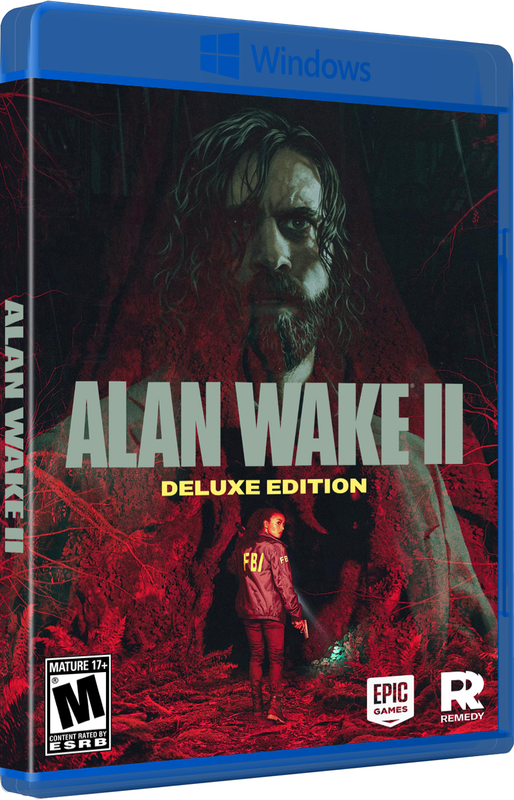 Windows
ALAN WAKE II
ALAN WAKE® II
DELUXE EDITION
FBI
FB
MATURE 17+
M
®
CONTENT RATED BY
ESRB
EPIC
GAMES
R
REMEDY